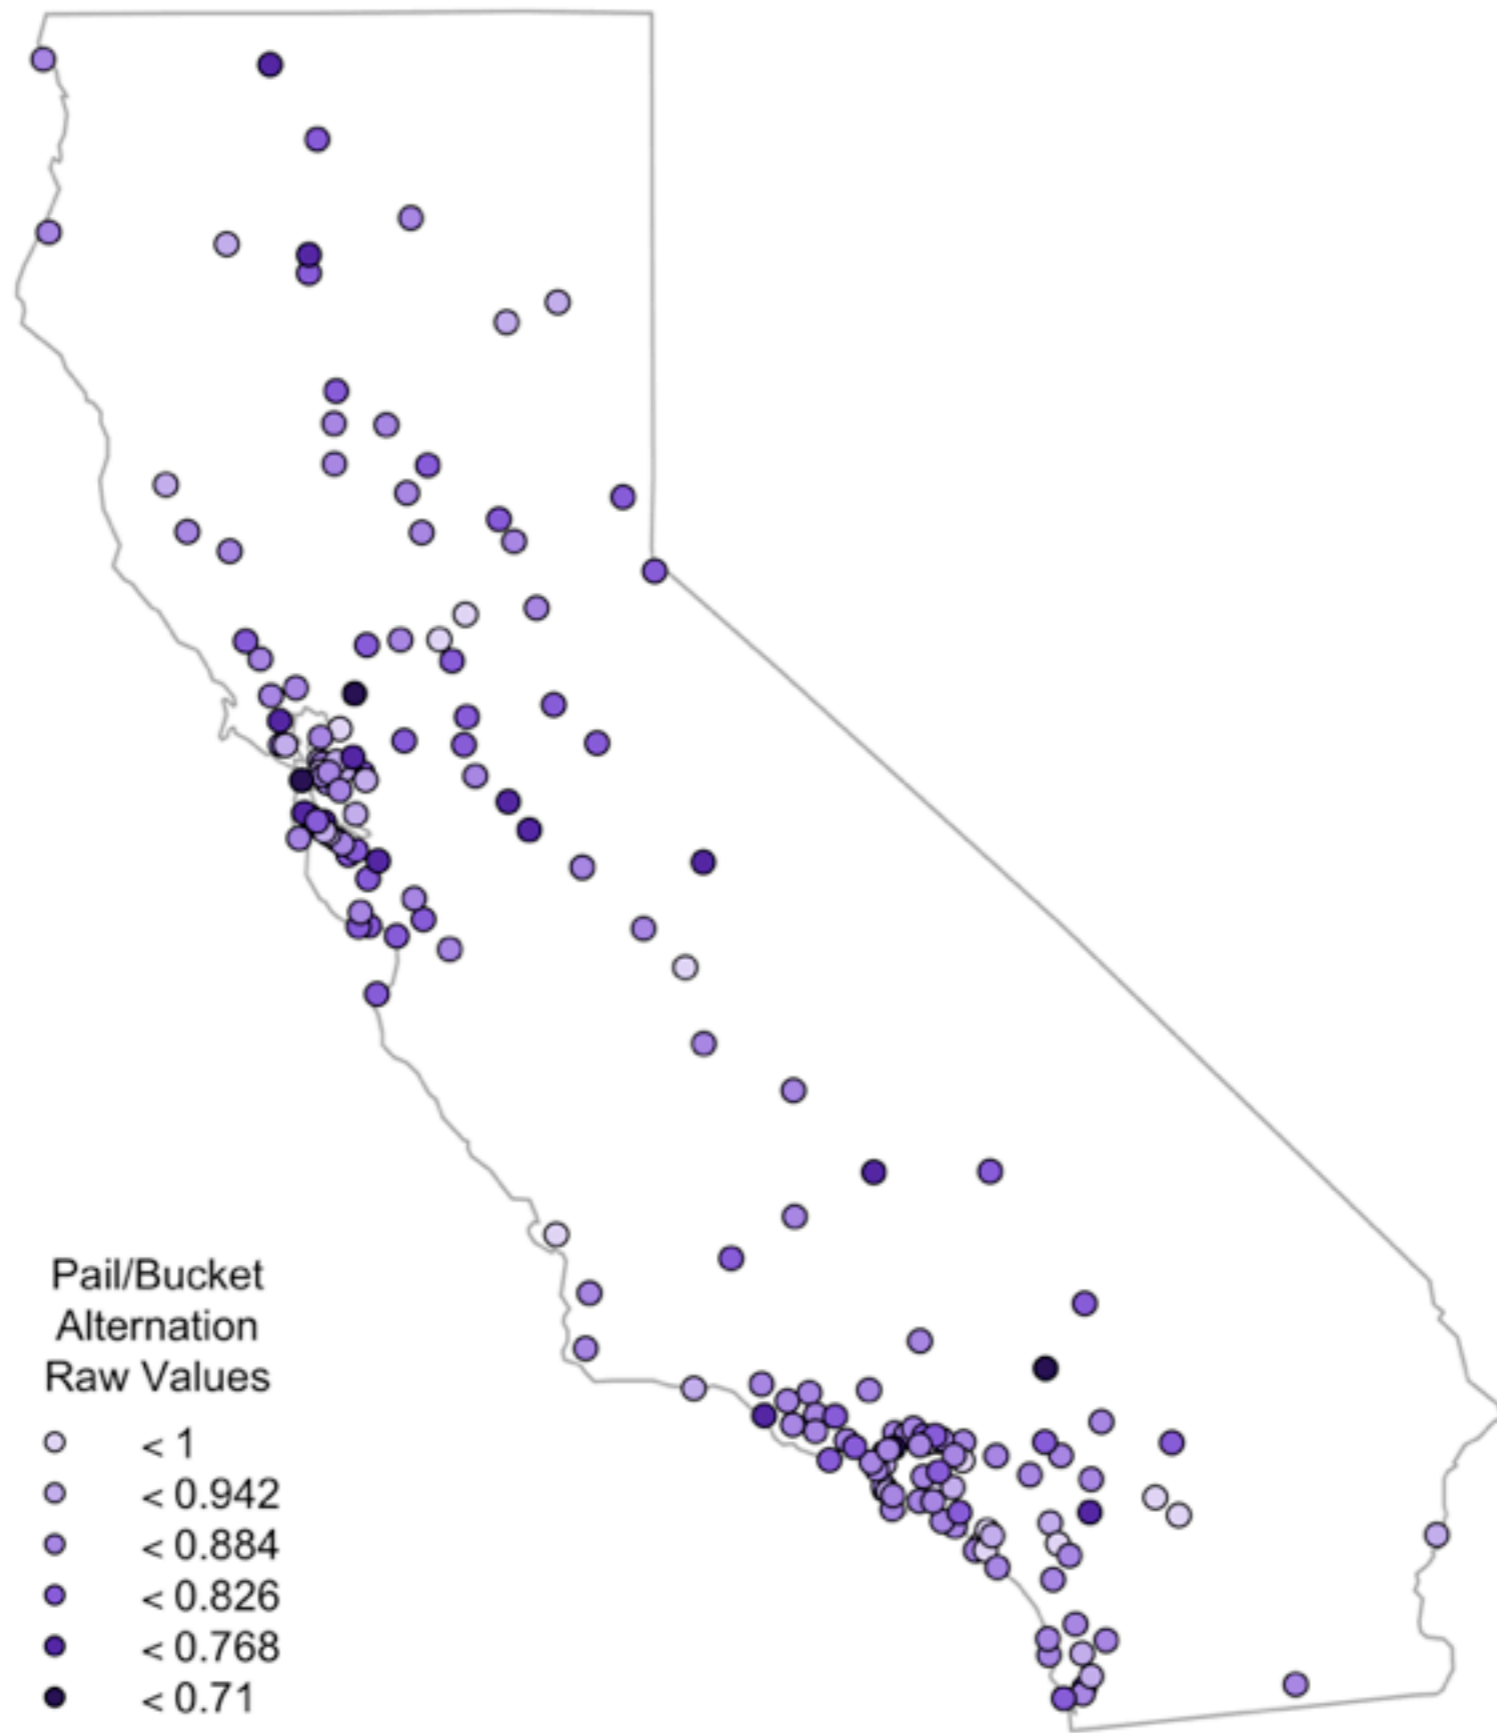 Pail/Bucket
Alternation
Raw Values
< 1
< 0.942
< 0.884
< 0.826
< 0.768
< 0.71